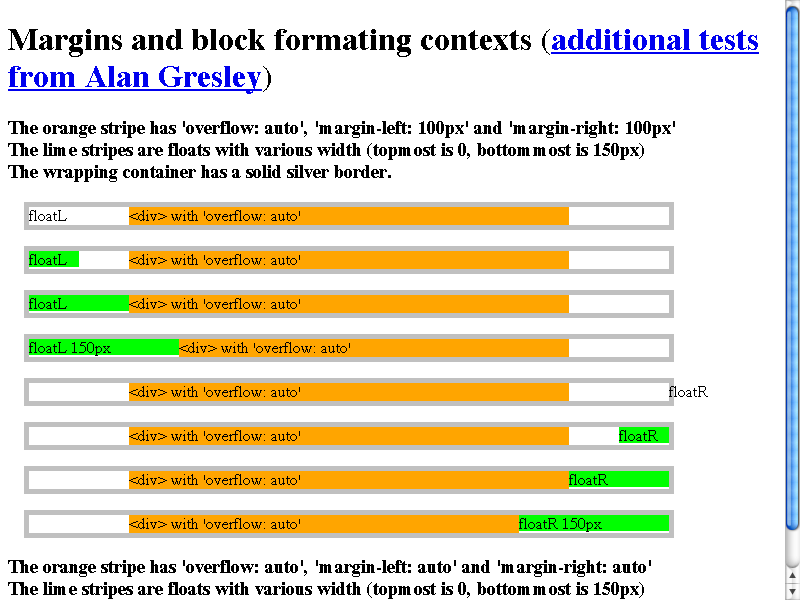 Margins and block formating contexts (additional tests
from Alan Gresley)
The orange stripe has 'overflow: auto', 'margin-left: 100px' and 'margin-right: 100px'
The lime stripes are floats with various width (topmost is 0, bottommost is 150px)
The wrapping container has a solid silver border.
floatL <div> with 'overflow: auto'
floatL <div> with 'overflow: auto'
floatL <div> with 'overflow: auto'
floatL 150px <div> with 'overflow: auto'
<div> with 'overflow: auto' floatR
<div> with 'overflow: auto' floatR
<div> with 'overflow: auto' floatR
<div> with 'overflow: auto' floatR 150px
The orange stripe has 'overflow: auto', 'margin-left: auto' and 'margin-right: auto'
The lime stripes are floats with various width (topmost is 0, bottommost is 150px)